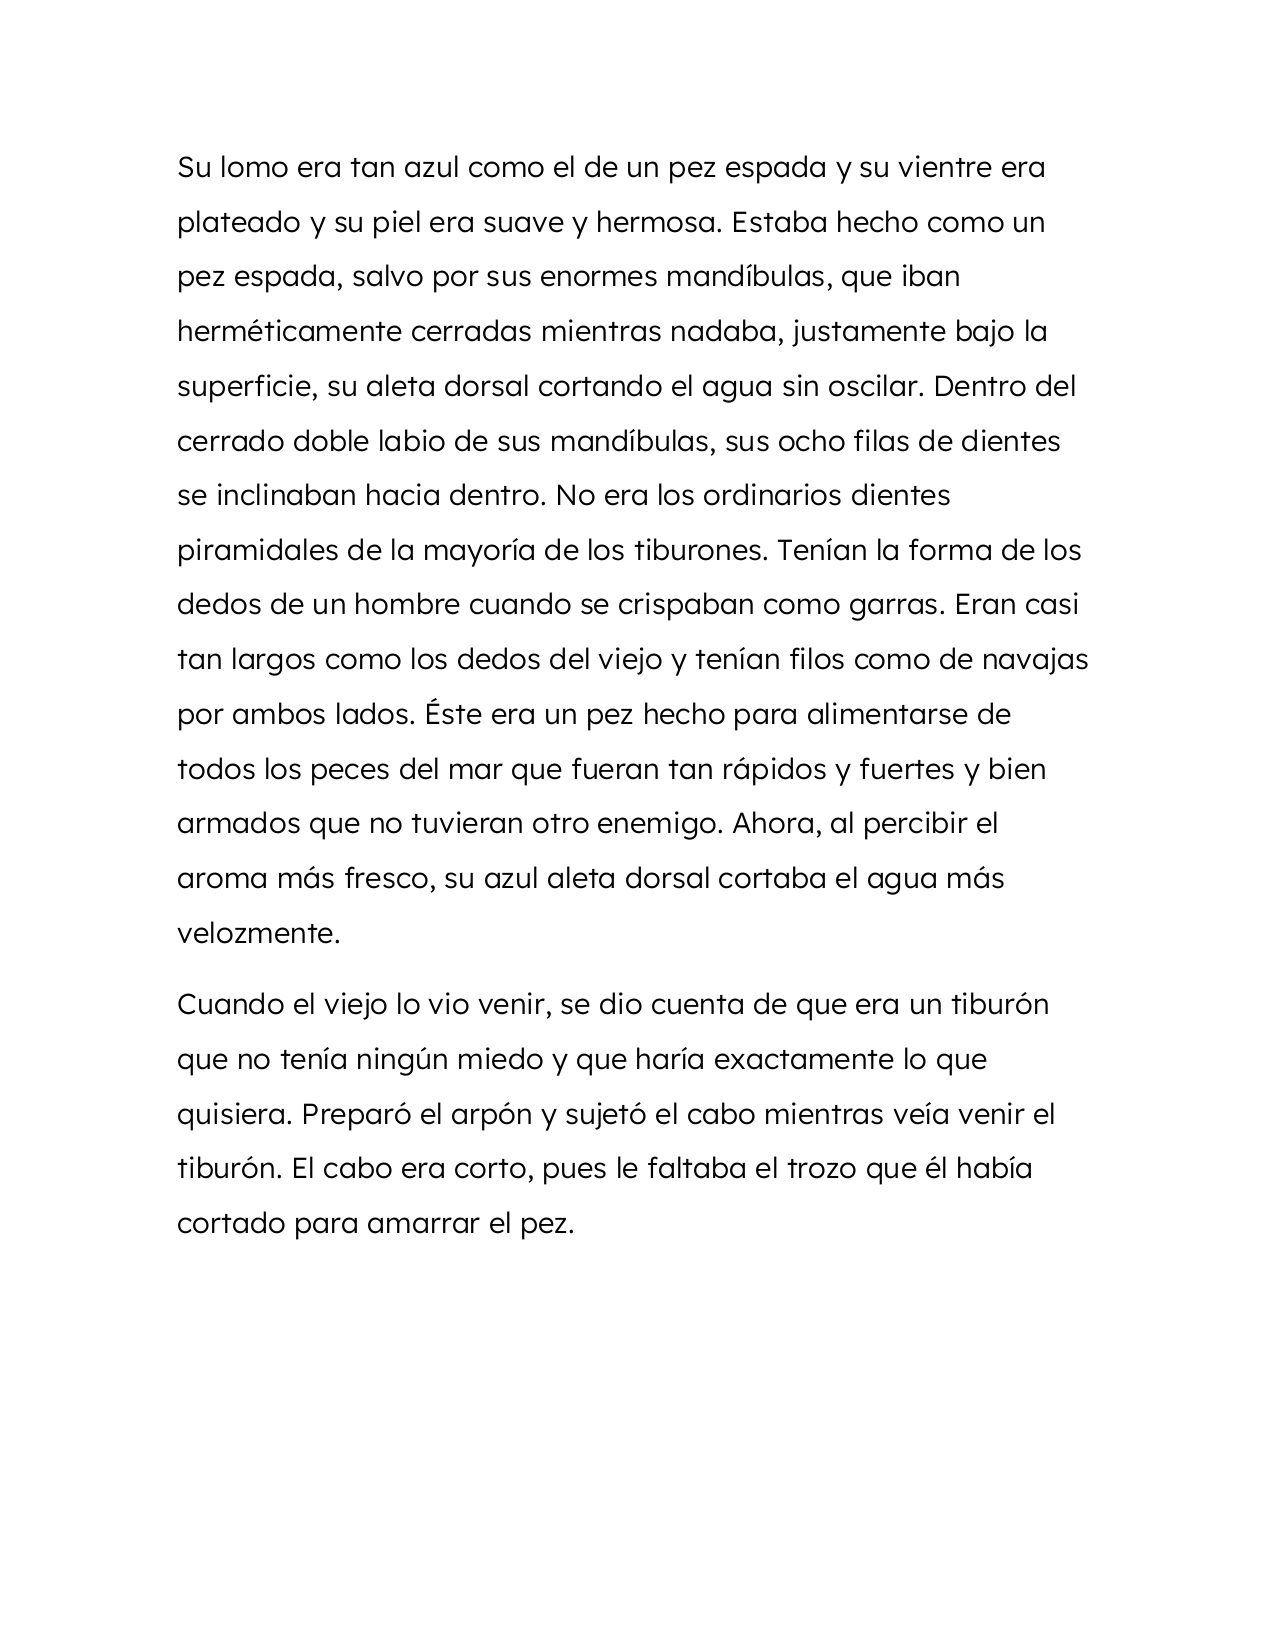 Su lomo era tan azul como el de un pez espada y su vientre era
plateado y su piel era suave y hermosa. Estaba hecho como un
pez espada, salvo por sus enormes mandíbulas, que iban
herméticamente cerradas mientras nadaba, justamente bajo la
superficie, su aleta dorsal cortando el agua sin oscilar. Dentro del
cerrado doble labio de sus mandíbulas, sus ocho filas de dientes
se inclinaban hacia dentro. No era los ordinarios dientes
piramidales de la mayoría de los tiburones. Tenían la forma de los
dedos de un hombre cuando se crispaban como garras. Eran casi
tan largos como los dedos del viejo y tenían filos como de navajas
por ambos lados. Éste era un pez hecho para alimentarse de
todos los peces del mar que fueran tan rápidos y fuertes y bien
armados que no tuvieran otro enemigo. Ahora, al percibir el
aroma más fresco, su azul aleta dorsal cortaba el agua más
velozmente.
Cuando el viejo lo vio venir, se dio cuenta de que era un tiburón
que no tenía ningún miedo y que haría exactamente lo que
quisiera. Preparó el arpón y sujetó el cabo mientras veía venir el
tiburón. El cabo era corto, pues le faltaba el trozo que él había
cortado para amarrar el pez.